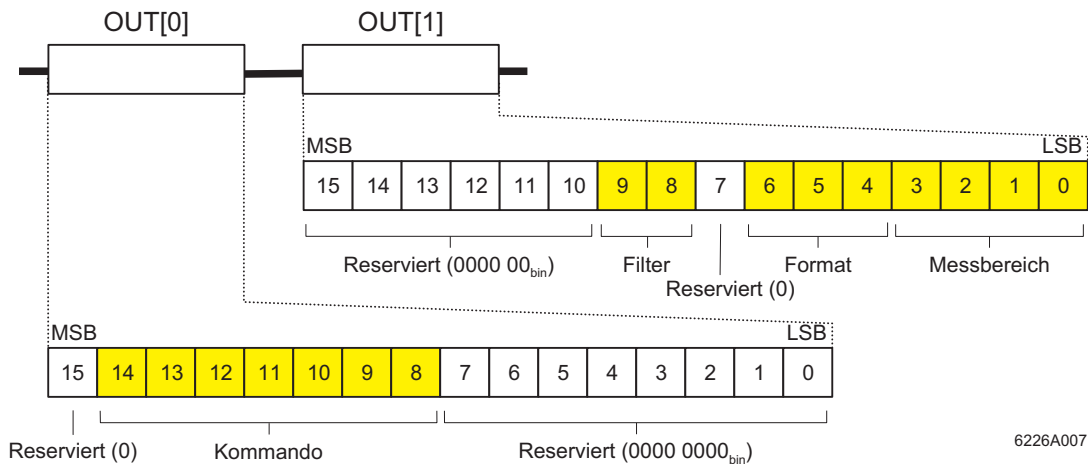 OUT[0] OUT[1]
MSB LSB
15 14 13 12 11 10 9 8 7 6 5 4 3 2 1 0
Reserviert (0000 00bin) Filter Format Messbereich
Reserviert (0)
MSB LSB
15 14 13 12 11 10 9 8 7 6 5 4 3 2 1 0
Reserviert (0) Kommando Reserviert (0000 0000bin)
6226A007